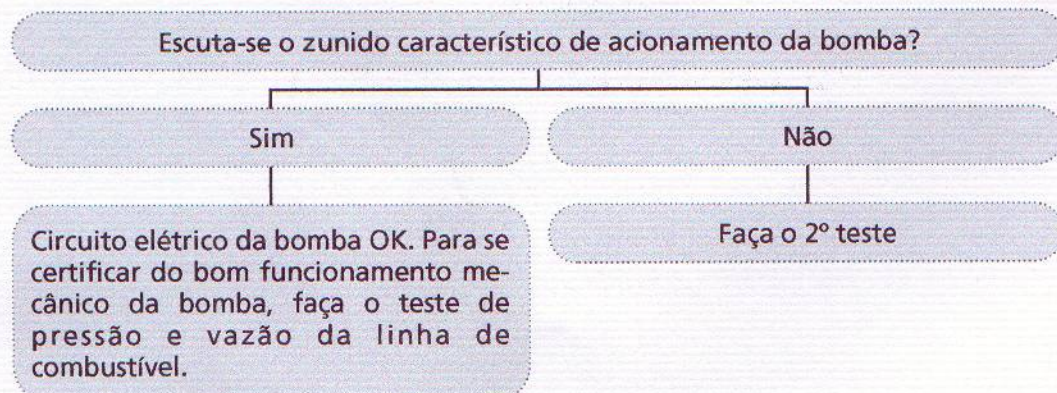 Escuta-se o zunido característico de acionamento da bomba?
Sim
Não
Circuito elétrico da bomba OK. Para se
certificar do bom funcionamento me-
cânico da bomba, faça o teste de
pressão e vazão da linha de
combustível.
Faça o 2º teste